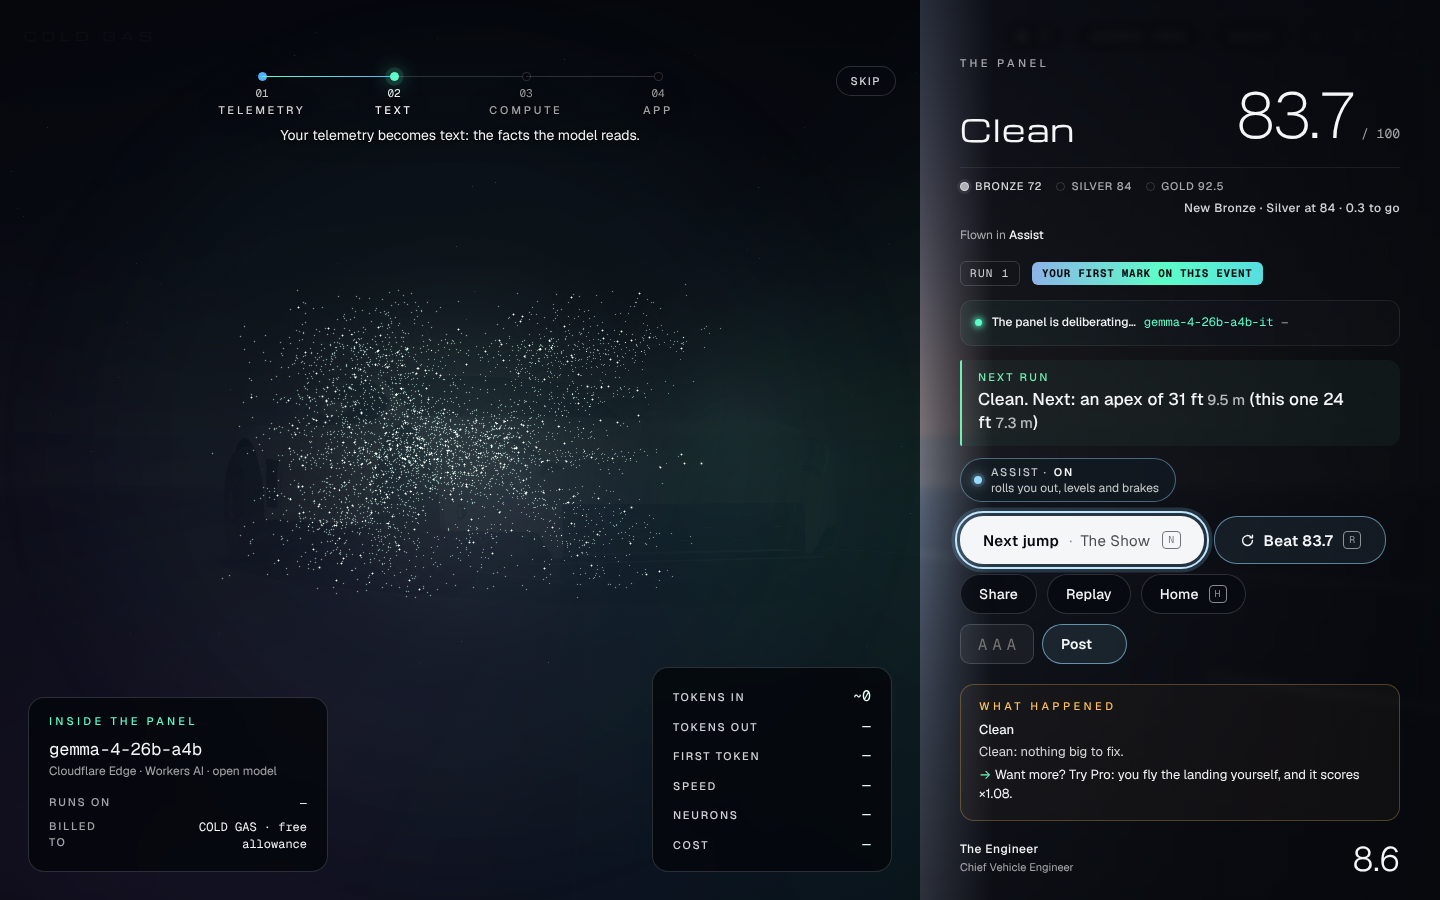 COLD GAS
01
TELEMETRY
02
TEXT
03
COMPUTE
04
APP
Your telemetry becomes text: the facts the model reads.
SKIP
INSIDE THE PANEL
gemma-4-26b-a4b
Cloudflare Edge · Workers AI · open model
RUNS ON –
BILLED TO COLD GAS · free allowance
TOKENS IN ~0
TOKENS OUT –
FIRST TOKEN –
SPEED –
NEURONS –
COST –
THE PANEL
Clean 83.7 / 100
BRONZE 72 SILVER 84 GOLD 92.5
New Bronze · Silver at 84 · 0.3 to go
Flown in Assist
RUN 1 YOUR FIRST MARK ON THIS EVENT
The panel is deliberating… gemma-4-26b-a4b-it –
NEXT RUN
Clean. Next: an apex of 31 ft 9.5 m (this one 24
ft 7.3 m)
ASSIST · ON
rolls you out, levels and brakes
Next jump · The Show N
Beat 83.7 R
Share Replay Home H
AAA Post
WHAT HAPPENED
Clean
Clean: nothing big to fix.
→ Want more? Try Pro: you fly the landing yourself, and it scores
×1.08.
The Engineer
Chief Vehicle Engineer
8.6